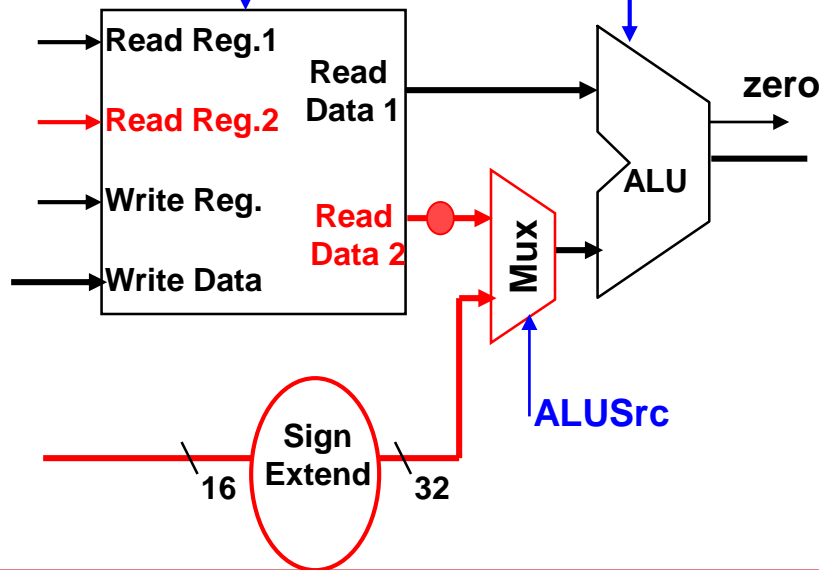 Read Reg.1
Read
Data 1
zero
Read Reg.2
ALU
Write Reg.
Read
Data 2
Mux
Write Data
ALUSrc
Sign
Extend
16
32